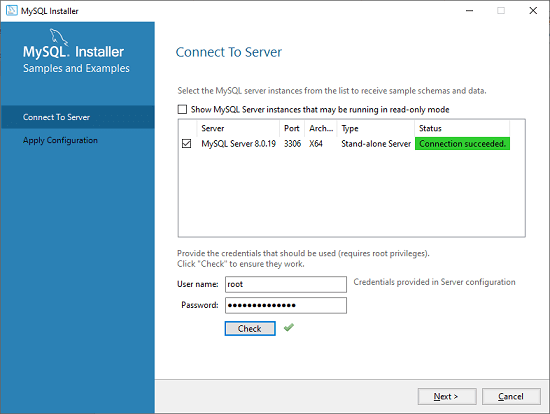 MySQL Installer
MySQL. Installer
Samples and Examples
Connect To Server
Apply Configuration
Connect To Server
Select the MySQL server instances from the list to receive sample schemas and data.
Show MySQL Server instances that may be running in read-only mode
Server Port Arch... Type Status
MySQL Server 8.0.19 3306 X64 Stand-alone Server Connection succeeded.
Provide the credentials that should be used (requires root privileges).
Click "Check" to ensure they work.
User name: root Credentials provided in Server configuration
Password: ●●●●●●●●●●●●●●
Check
Next > Cancel